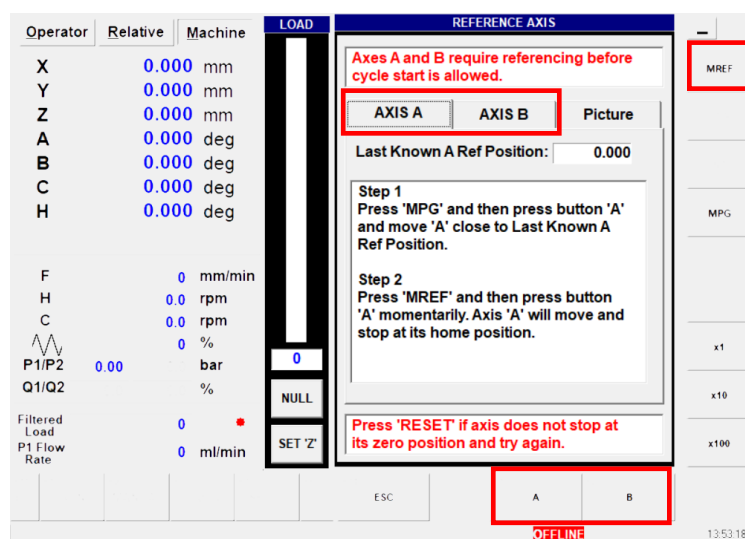 Operator Relative Machine
X 0.000 mm
Y 0.000 mm
Z 0.000 mm
A 0.000 deg
B 0.000 deg
C 0.000 deg
H 0.000 deg
F 0 mm/min
H 0.0 rpm
C 0.0 rpm
0 %
P1/P2 0.00 bar
Q1/Q2 %
Filtered
Load 0
P1 Flow
Rate 0 ml/min
LOAD
0
NULL
SET 'Z'
REFERENCE AXIS
Axes A and B require referencing before
cycle start is allowed.
AXIS A AXIS B Picture
Last Known A Ref Position: 0.000
Step 1
Press 'MPG' and then press button 'A'
and move 'A' close to Last Known A
Ref Position.
Step 2
Press 'MREF' and then press button
'A' momentarily. Axis 'A' will move and
stop at its home position.
Press 'RESET' if axis does not stop at
its zero position and try again.
MREF
MPG
x1
x10
x100
ESC A B
OFFLINE 13:53:18